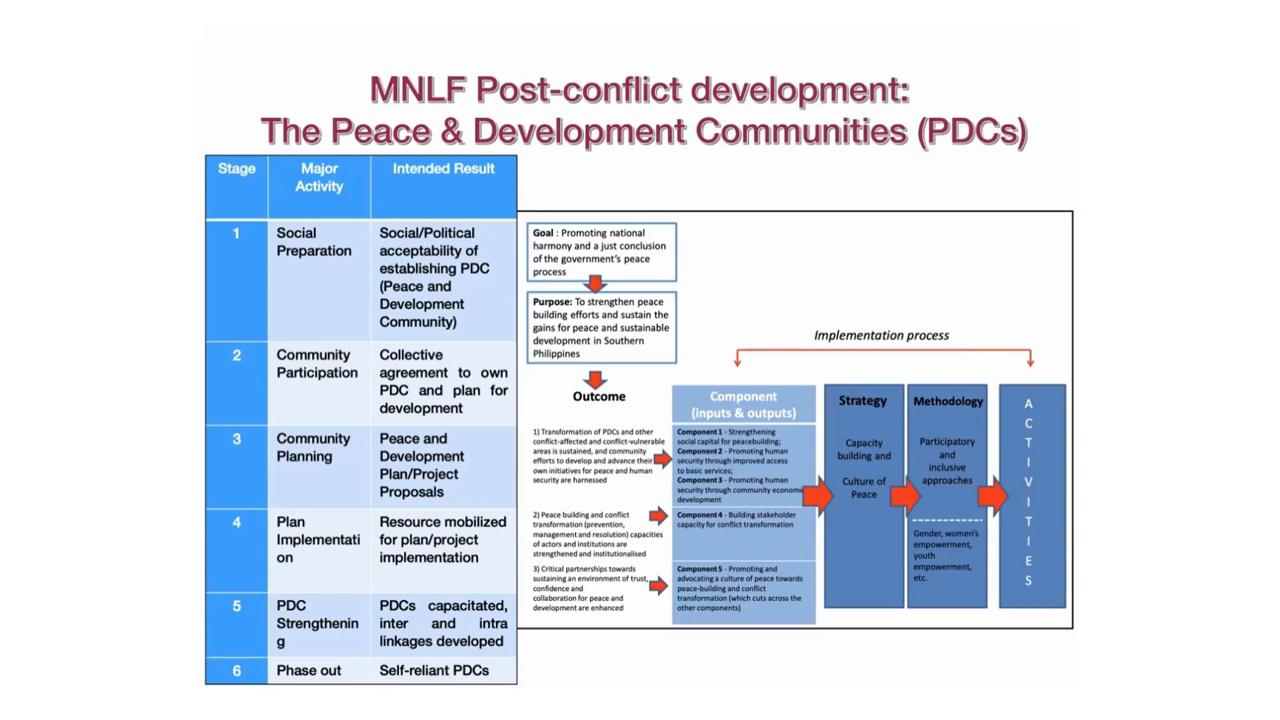 MNLF Post-conflict development:
The Peace & Development Communities (PDCs)
Stage
Major
Activity
Intended Result
1
Social
Preparation
Social/Political
acceptability of
establishing PDC
(Peace and
Development
Community)
2
Community
Participation
Collective
agreement to own
PDC and plan for
development
3
Community
Planning
Peace and
Development
Plan/Project
Proposals
4
Plan
Implementati
on
Resource mobilized
for plan/project
implementation
5
PDC
Strengthenin
g
PDCs capacitated,
inter and intra
linkages developed
6
Phase out
Self-reliant PDCs
Goal : Promoting national
harmony and a just conclusion
of the government's peace
process
Purpose: To strengthen peace
building efforts and sustain the
gains for peace and sustainable
development in Southern
Philippines
Implementation process
Outcome
1) Transformation of PDCs and other
conflict-affected and conflict-vulnerable
areas is sustained, and community
efforts to develop and advance their
own initiatives for peace and human
security are harnessed
2) Peace building and conflict
transformation (prevention,
management and resolution) capacities
of actors and institutions are
strengthened and institutionalised
3) Critical partnerships towards
sustaining an environment of trust,
confidence and
collaboration for peace and
development are enhanced
Component
(inputs & outputs)
Component 1 - Strengthening
social capital for peacebuilding;
Component 2 - Promoting human
security through improved access
to basic services;
Component 3 - Promoting human
security through community economic
development
Component 4 - Building stakeholder
capacity for conflict transformation
Component 5 - Promoting and
advocating a culture of peace towards
peace-building and conflict
transformation (which cuts across the
other components)
Strategy
Capacity
building and
Culture of
Peace
Methodology
Participatory
and
inclusive
approaches
Gender, women's
empowerment,
youth
empowerment,
etc.
A
C
T
I
V
I
T
I
E
S